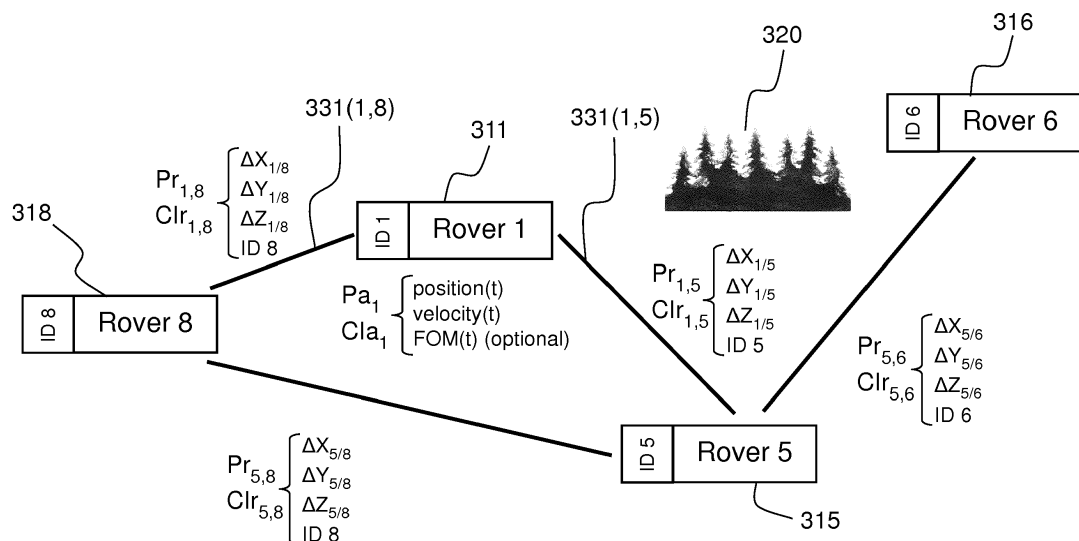 320
316
331(1,8)
331(1,5)
311
ID 6
Rover 6
Pr1,8
Clr1,8
ΔX1/8
ΔY1/8
ΔZ1/8
ID 8
318
ID 1
Rover 1
Pa1
Cla1
position(t)
velocity(t)
FOM(t) (optional)
ID 8
Rover 8
Pr1,5
Clr1,5
ΔX1/5
ΔY1/5
ΔZ1/5
ID 5
Pr5,6
Clr5,6
ΔX5/6
ΔY5/6
ΔZ5/6
ID 6
ID 5
Rover 5
315
Pr5,8
Clr5,8
ΔX5/8
ΔY5/8
ΔZ5/8
ID 8